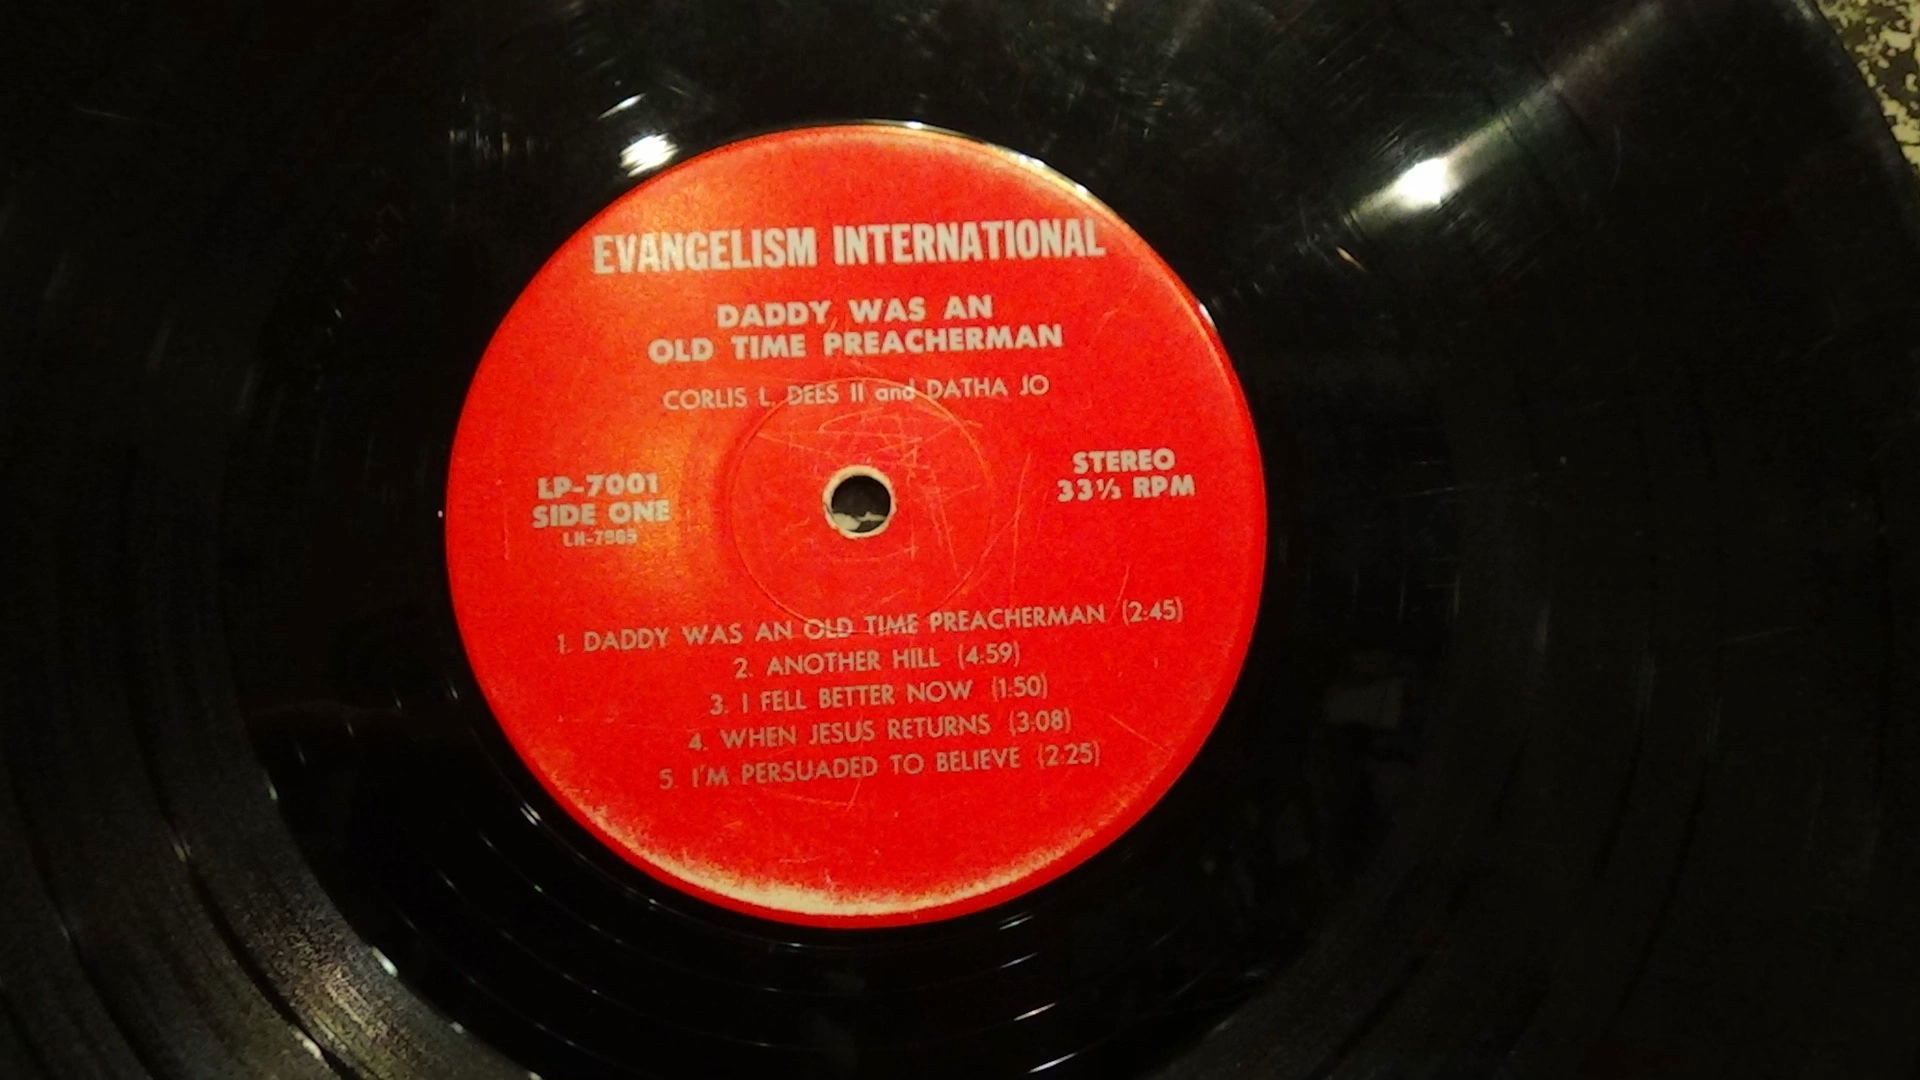 EVANGELISM INTERNATIONAL
DADDY WAS AN
OLD TIME PREACHERMAN
CORLIS L. DEES II and DATHA JO
LP-7001
SIDE ONE
STEREO
33⅓ RPM
1. DADDY WAS AN OLD TIME PREACHERMAN (2:45)
2. ANOTHER HILL (4:59)
3. I FELL BETTER NOW (1:50)
4. WHEN JESUS RETURNS (3:08)
5. I'M PERSUADED TO BELIEVE (2:25)